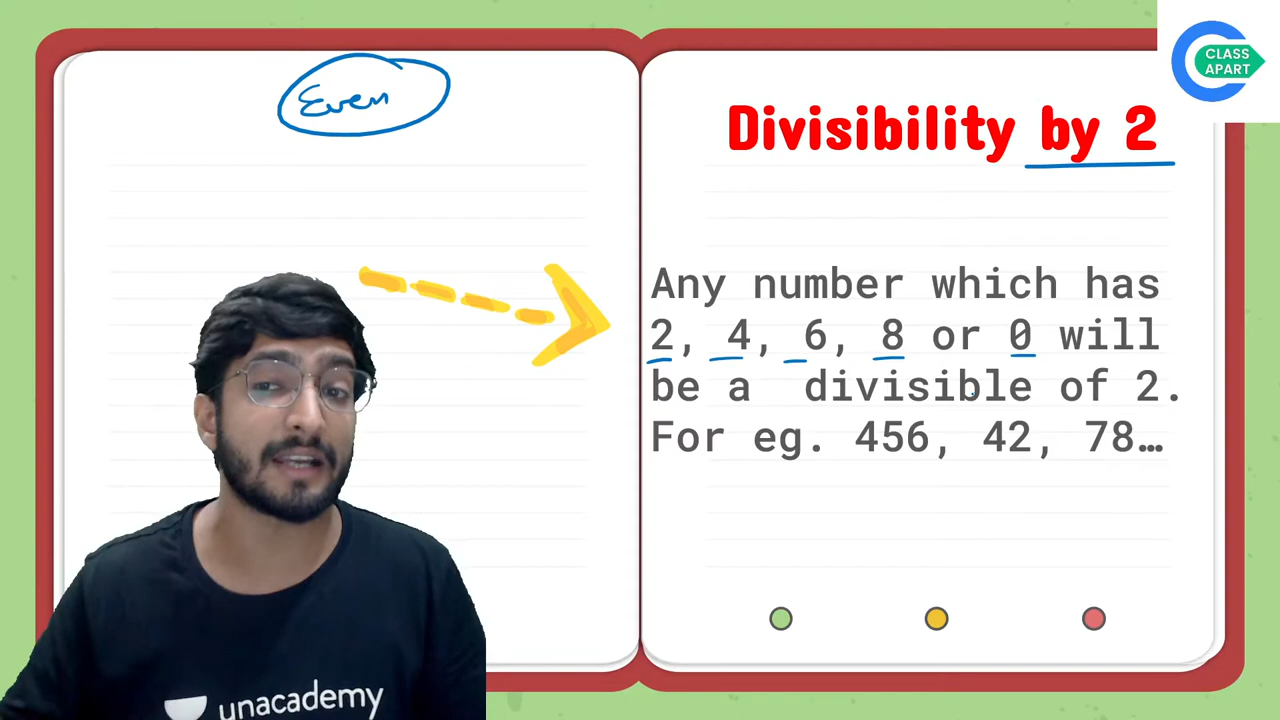 Even
CLASS
APART
Divisibility by 2
Any number which has
2, 4, 6, 8 or 0 will
be a divisible of 2.
For eg. 456, 42, 78…
unacademy